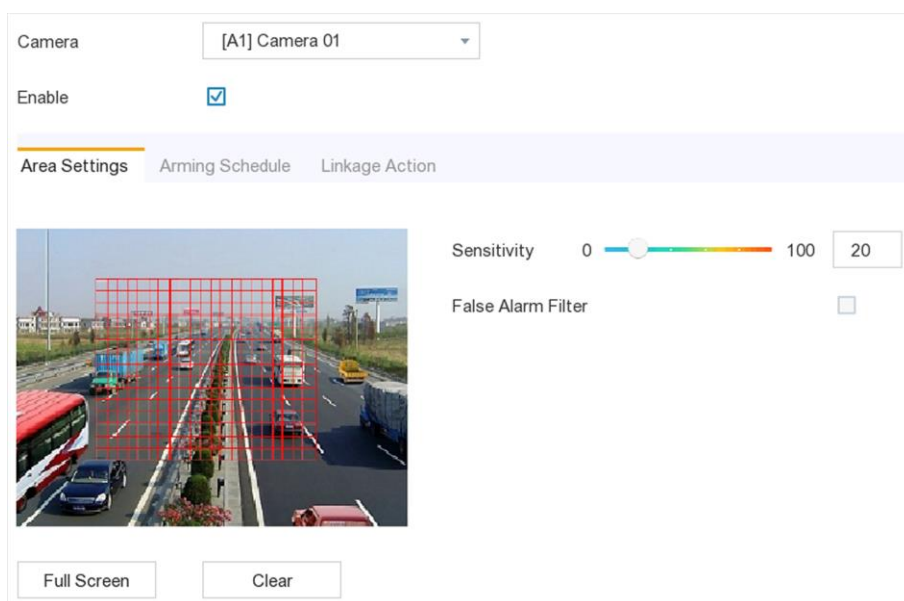 Camera [A1] Camera 01
Enable
Area Settings Arming Schedule Linkage Action
Sensitivity 0 100 20
False Alarm Filter
Full Screen Clear